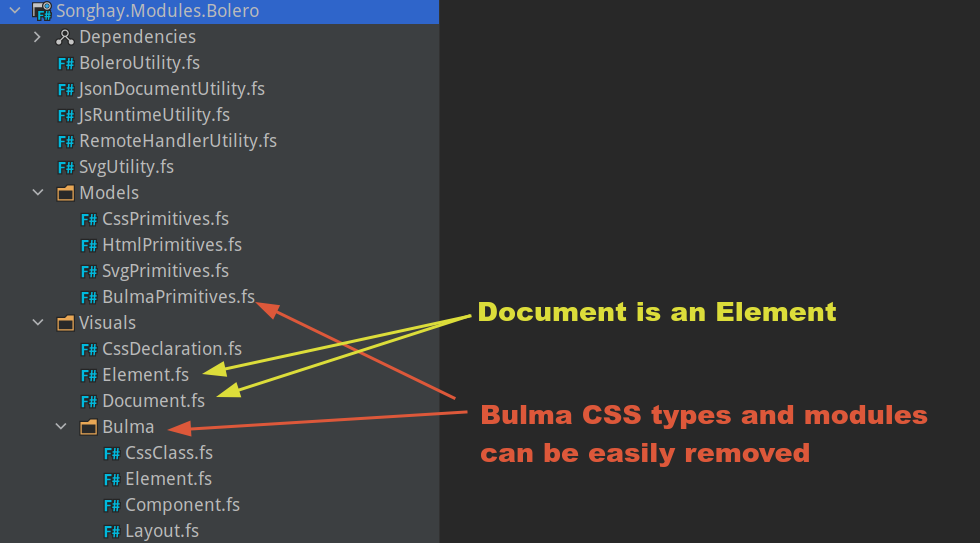 Songhay.Modules.Bolero
Dependencies
F# BoleroUtility.fs
F# JsonDocumentUtility.fs
F# JsRuntimeUtility.fs
F# RemoteHandlerUtility.fs
F# SvgUtility.fs
Models
F# CssPrimitives.fs
F# HtmlPrimitives.fs
F# SvgPrimitives.fs
F# BulmaPrimitives.fs
Visuals
F# CssDeclaration.fs
F# Element.fs
F# Document.fs
Bulma
F# CssClass.fs
F# Element.fs
F# Component.fs
F# Layout.fs
Document is an Element
Bulma CSS types and modules
can be easily removed